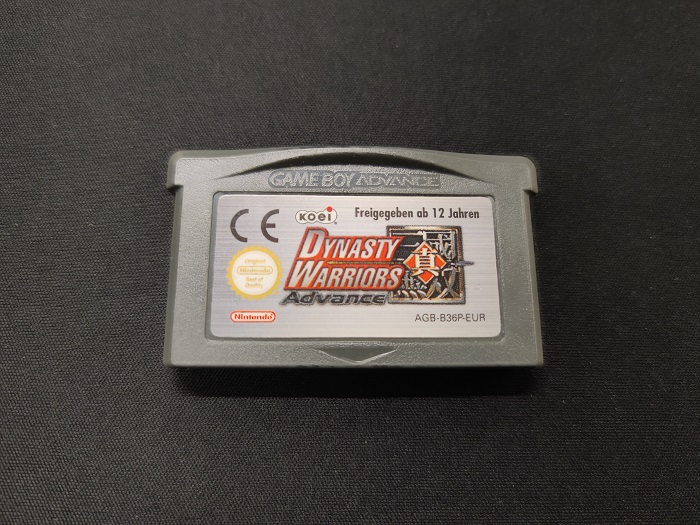 GAME BOY ADVANCE
CE
KOEI
Freigegeben ab 12 Jahren
Original
Nintendo
Seal of
Quality
DYNASTY
WARRIORS
Advance
真
Nintendo
AGB-B36P-EUR